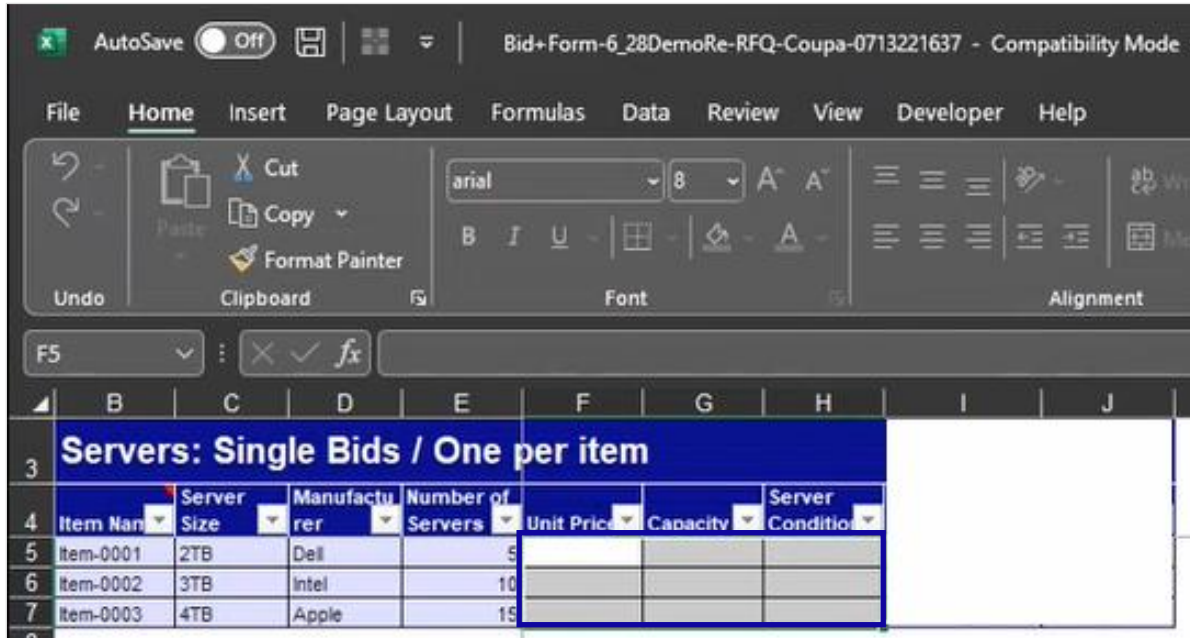 AutoSave Off Bid+Form-6_28DemoRe-RFQ-Coupa-0713221637 - Compatibility Mode
File Home Insert Page Layout Formulas Data Review View Developer Help
Paste
Cut
Copy
Format Painter
arial 8 A^ A˅
B I U A
ab
Undo Clipboard Font Alignment
F5 fx
B C D E F G H I J
3 Servers: Single Bids / One per item
Server Manufactu Number of Server
4 Item Nan Size rer Servers Unit Price Capacity Condition
5 Item-0001 2TB Dell 5
6 Item-0002 3TB Intel 10
7 Item-0003 4TB Apple 15